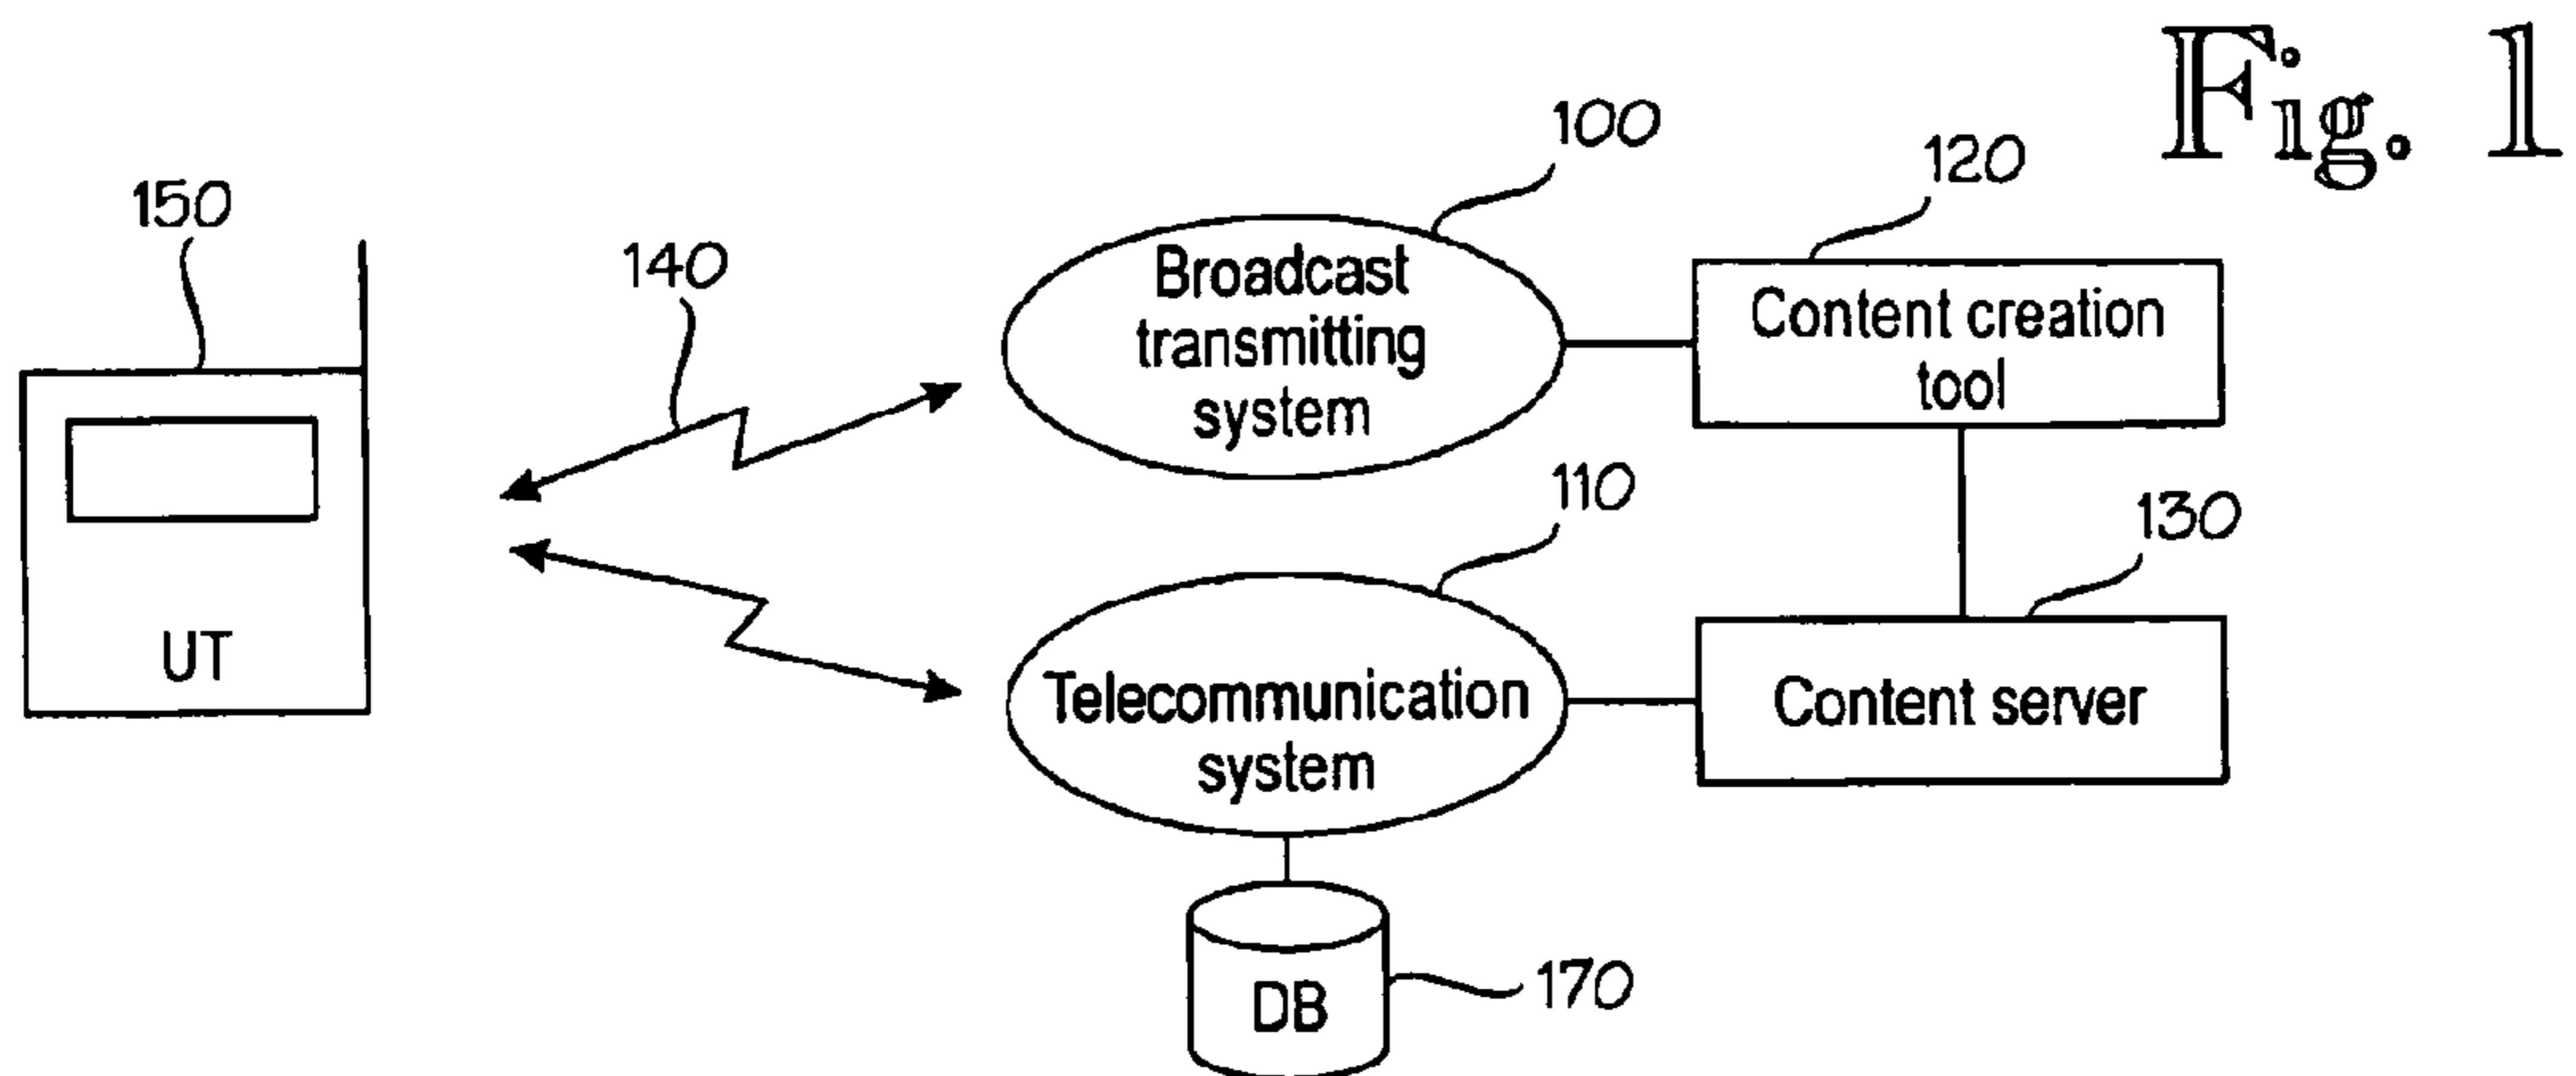 Fig. 1
100
120
150
140
Broadcast
transmitting
system
Content creation
tool
110
130
UT
Telecommunication
system
Content server
DB
170